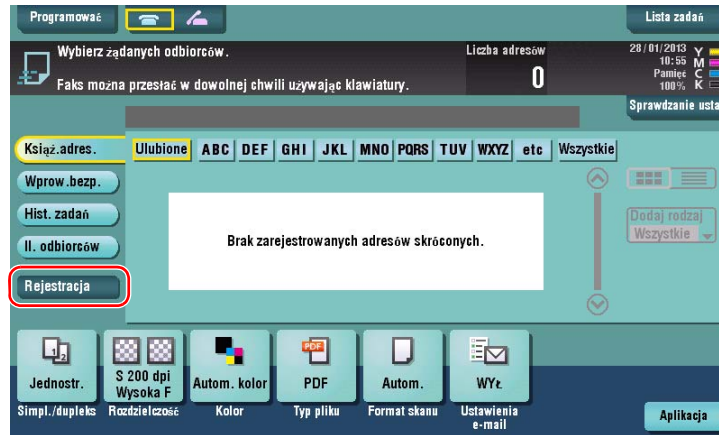 Programować
Lista zadań
Wybierz żądanych odbiorców.
Faks można przesłać w dowolnej chwili używając klawiatury.
Liczba adresów
0
28/01/2013
10:55
Pamięć
100%
Y
M
C
K
Sprawdzanie usta
Książ.adres.
Wprow.bezp.
Hist. zadań
Il. odbiorców
Rejestracja
Ulubione ABC DEF GHI JKL MNO PQRS TUV WXYZ etc Wszystkie
Brak zarejestrowanych adresów skróconych.
Dodaj rodzaj
Wszystkie
1 2
Jednostr.
Simpl./dupleks
S 200 dpi
Wysoka F
Rozdzielczość
Autom. kolor
Kolor
PDF
PDF
Typ pliku
Autom.
Format skanu
WYŁ
Ustawienia
e-mail
Aplikacja